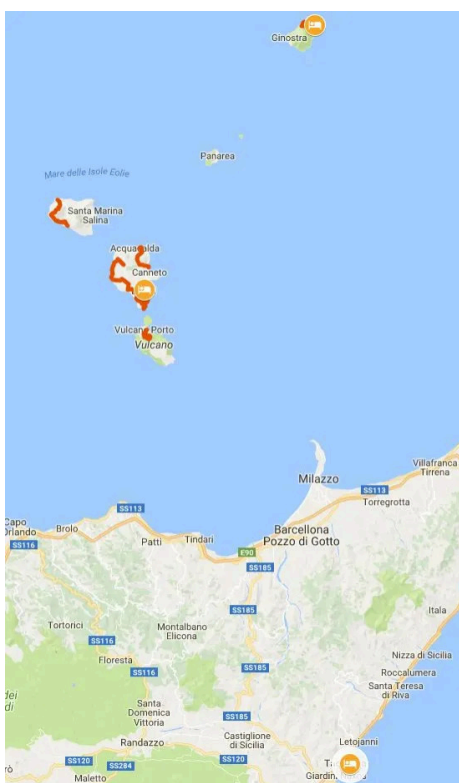 Ginostra
Panarea
Mare delle Isole Eolie
Santa Marina
Salina
Canneto
Vulcano
Milazzo
Villafranca
Tirrena
SS113
Torregrotta
SS113
Capo
Orlando
Brolo
SS116
Patti
Tindari
Barcellona
Pozzo di Gotto
E90
SS185
SS185
Itala
Tortorici
Montalbano
Elicona
SS116
Floresta
SS116
SS185
Nizza di Sicilia
Roccalumera
Santa Teresa
di Riva
Santa
Domenica
Vittoria
SS185
Randazzo
Castiglione
di Sicilia
Letojanni
SS120
SS284
SS120
Maletto